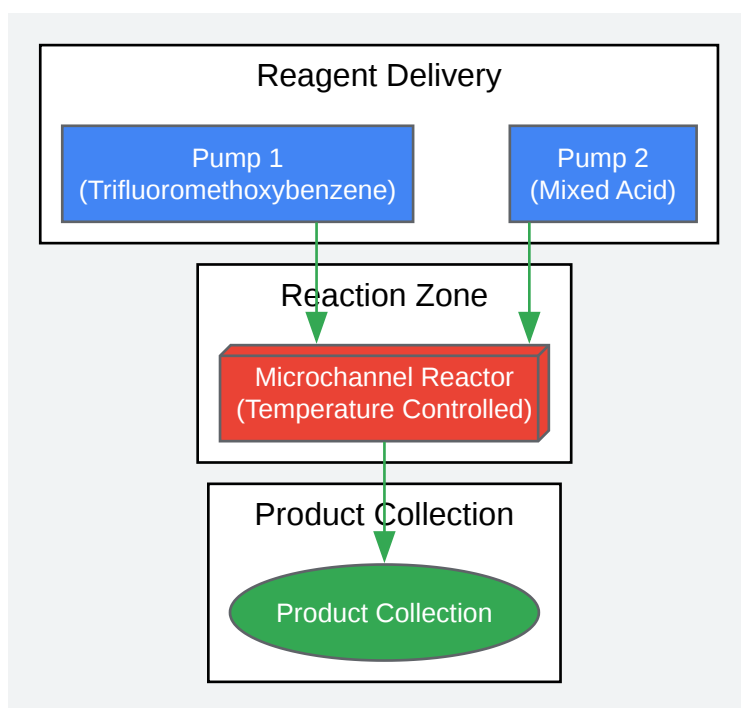 Reagent Delivery
Pump 1
(Trifluoromethoxybenzene)
Pump 2
(Mixed Acid)
Reaction Zone
Microchannel Reactor
(Temperature Controlled)
Product Collection
Product Collection